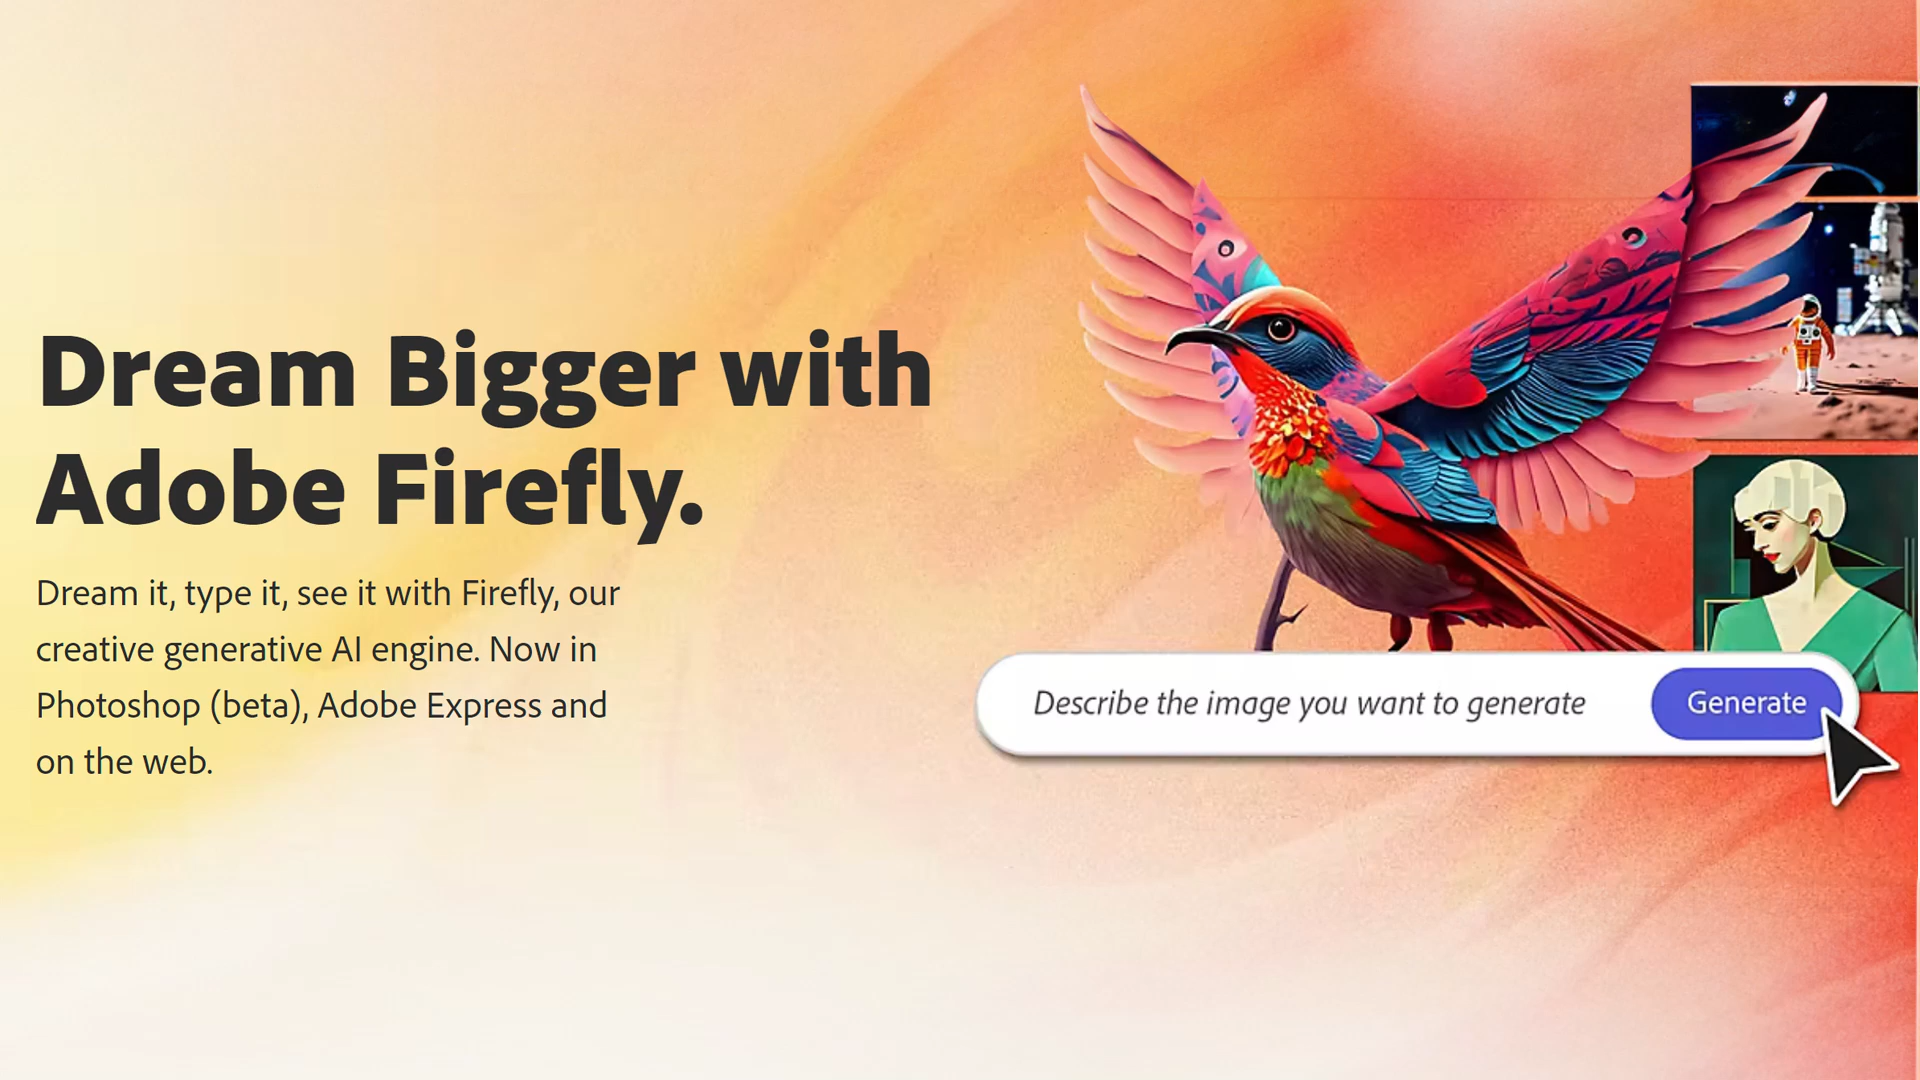 Dream Bigger with
Adobe Firefly.
Dream it, type it, see it with Firefly, our
creative generative AI engine. Now in
Photoshop (beta), Adobe Express and
on the web.
Describe the image you want to generate
Generate